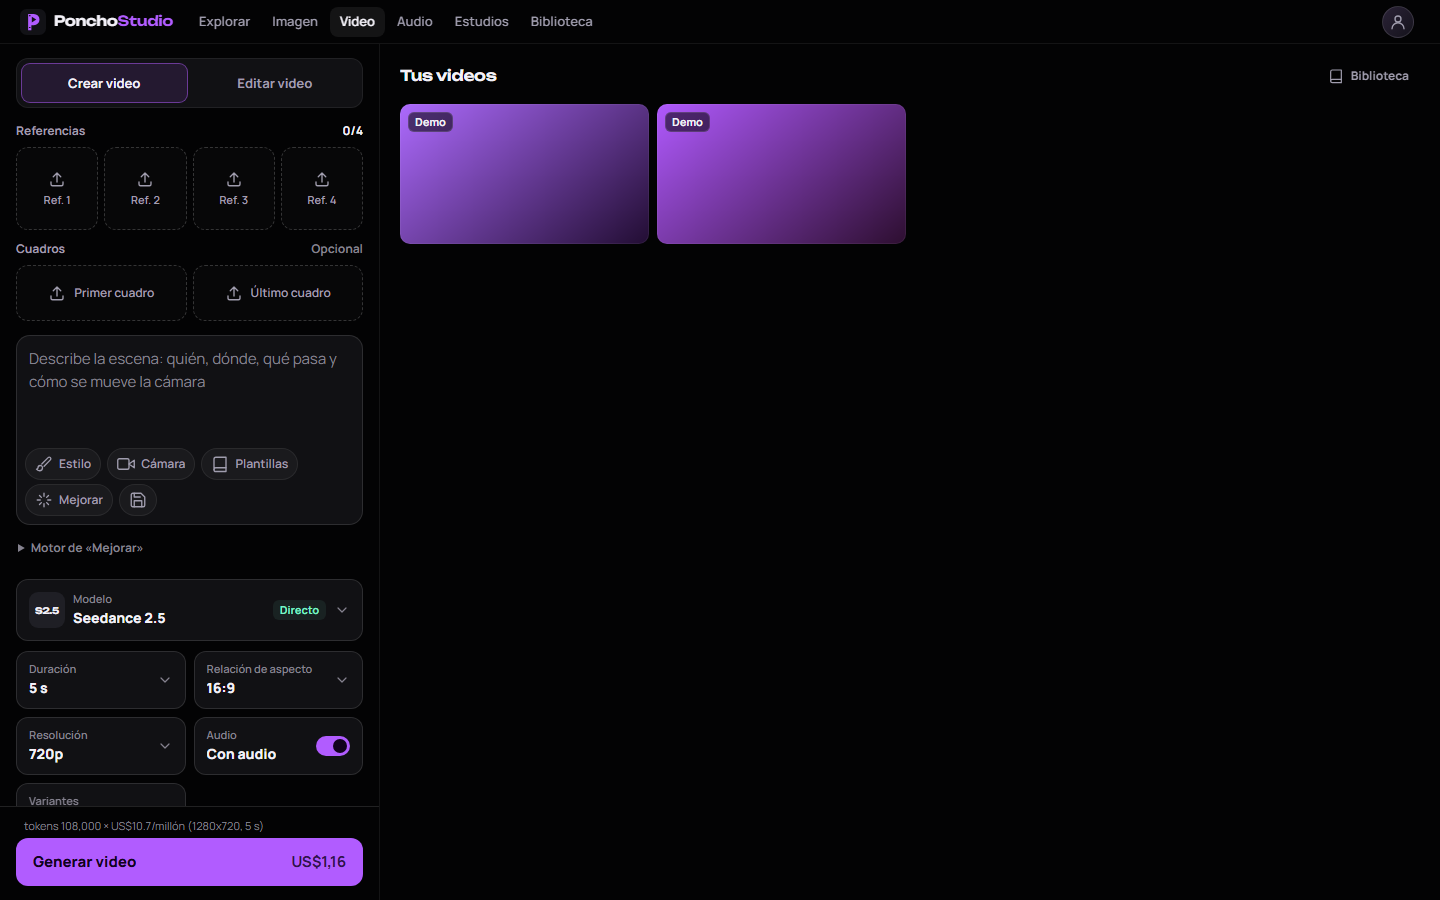 PonchoStudio Explorar Imagen Video Audio Estudios Biblioteca
Crear video Editar video
Referencias 0/4
Ref. 1 Ref. 2 Ref. 3 Ref. 4
Cuadros Opcional
Primer cuadro Último cuadro
Describe la escena: quién, dónde, qué pasa y
cómo se mueve la cámara
Estilo Cámara Plantillas
Mejorar
Motor de «Mejorar»
S2.5
Modelo
Seedance 2.5
Directo
Duración
5 s
Relación de aspecto
16:9
Resolución
720p
Audio
Con audio
Variantes
tokens 108,000 × US$10.7/millón (1280x720, 5 s)
Generar video US$1,16
Tus videos Biblioteca
Demo Demo